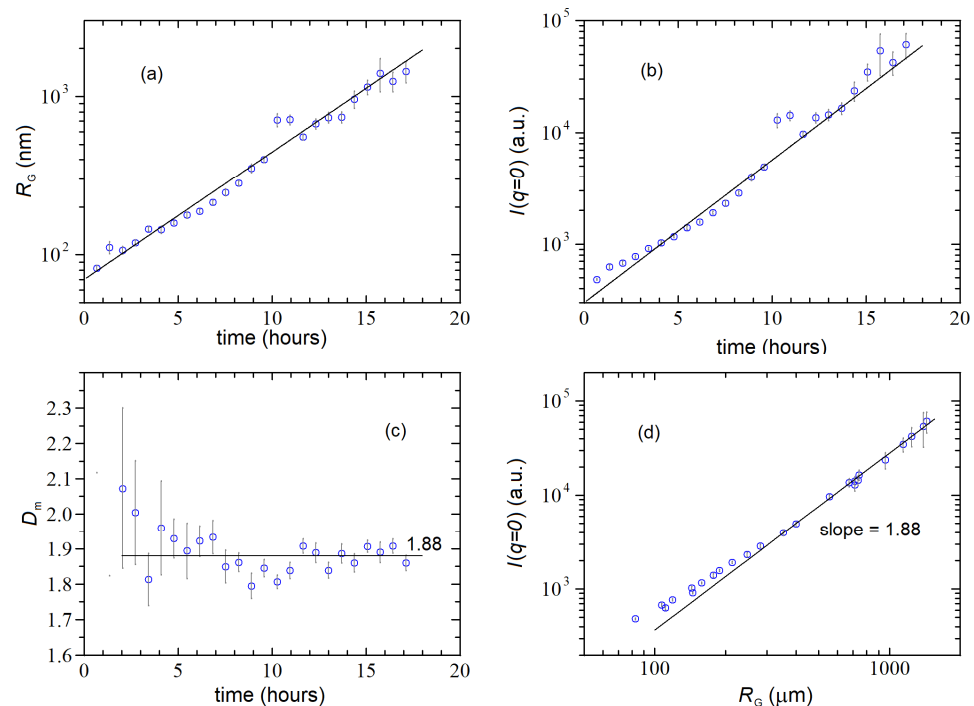 (a)
10³
10²
0 5 10 15 20
R_G (nm)
time (hours)
(b)
10⁵
10⁴
10³
0 5 10 15 20
I(q=0) (a.u.)
time (hours)
(c)
2.3
2.2
2.1
2.0
1.9
1.8
1.7
1.6
1.88
0 5 10 15 20
D_m
time (hours)
(d)
10⁵
10⁴
10³
slope = 1.88
100 1000
I(q=0) (a.u.)
R_G (μm)